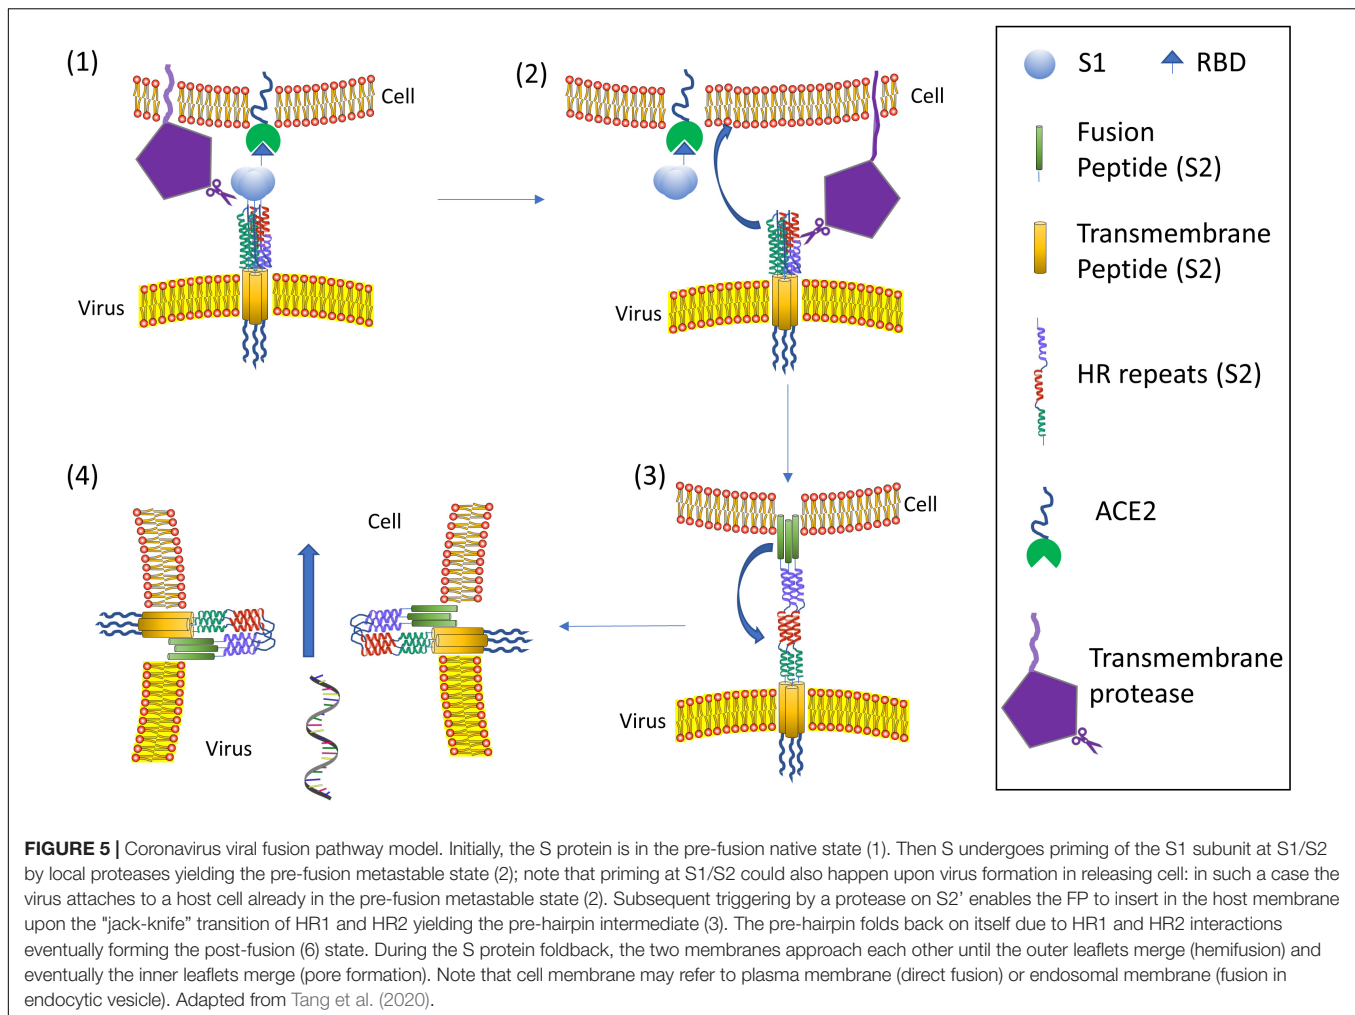 (1)
Cell
Virus
(2)
Cell
Virus
(3)
Cell
Virus
(4)
Cell
Virus
S1
RBD
Fusion
Peptide (S2)
Transmembrane
Peptide (S2)
HR repeats (S2)
ACE2
Transmembrane
protease
FIGURE 5 | Coronavirus viral fusion pathway model. Initially, the S protein is in the pre-fusion native state (1). Then S undergoes priming of the S1 subunit at S1/S2
by local proteases yielding the pre-fusion metastable state (2); note that priming at S1/S2 could also happen upon virus formation in releasing cell: in such a case the
virus attaches to a host cell already in the pre-fusion metastable state (2). Subsequent triggering by a protease on S2’ enables the FP to insert in the host membrane
upon the "jack-knife” transition of HR1 and HR2 yielding the pre-hairpin intermediate (3). The pre-hairpin folds back on itself due to HR1 and HR2 interactions
eventually forming the post-fusion (6) state. During the S protein foldback, the two membranes approach each other until the outer leaflets merge (hemifusion) and
eventually the inner leaflets merge (pore formation). Note that cell membrane may refer to plasma membrane (direct fusion) or endosomal membrane (fusion in
endocytic vesicle). Adapted from Tang et al. (2020).